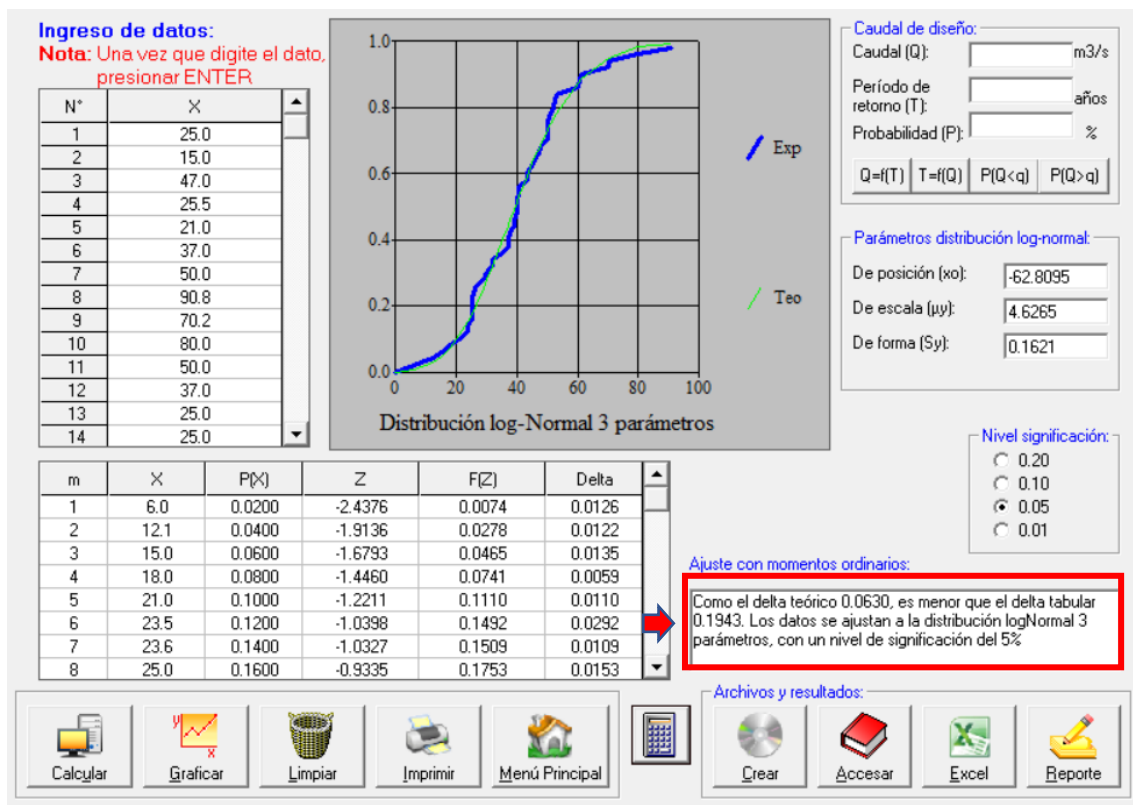 Ingreso de datos:
Nota: Una vez que digite el dato,
presionar ENTER
N° X
1 25.0
2 15.0
3 47.0
4 25.5
5 21.0
6 37.0
7 50.0
8 90.8
9 70.2
10 80.0
11 50.0
12 37.0
13 25.0
14 25.0
1.0
0.8
0.6
0.4
0.2
0.0
0 20 40 60 80 100
Exp
Teo
Distribución log-Normal 3 parámetros
Caudal de diseño:
Caudal (Q): m3/s
Período de
retorno (T): años
Probabilidad (P): %
Q=f(T) T=f(Q) P(Q<q) P(Q>q)
Parámetros distribución log-normal:
De posición (xo): -62.8095
De escala (µy): 4.6265
De forma (Sy): 0.1621
Nivel significación:
0.20
0.10
0.05
0.01
m X P(X) Z F(Z) Delta
1 6.0 0.0200 -2.4376 0.0074 0.0126
2 12.1 0.0400 -1.9136 0.0278 0.0122
3 15.0 0.0600 -1.6793 0.0465 0.0135
4 18.0 0.0800 -1.4460 0.0741 0.0059
5 21.0 0.1000 -1.2211 0.1110 0.0110
6 23.5 0.1200 -1.0398 0.1492 0.0292
7 23.6 0.1400 -1.0327 0.1509 0.0109
8 25.0 0.1600 -0.9335 0.1753 0.0153
Ajuste con momentos ordinarios:
Como el delta teórico 0.0630, es menor que el delta tabular
0.1943. Los datos se ajustan a la distribución logNormal 3
parámetros, con un nivel de significación del 5%
Calcular Graficar Limpiar Imprimir Menú Principal
Archivos y resultados:
Crear Accesar Excel Reporte